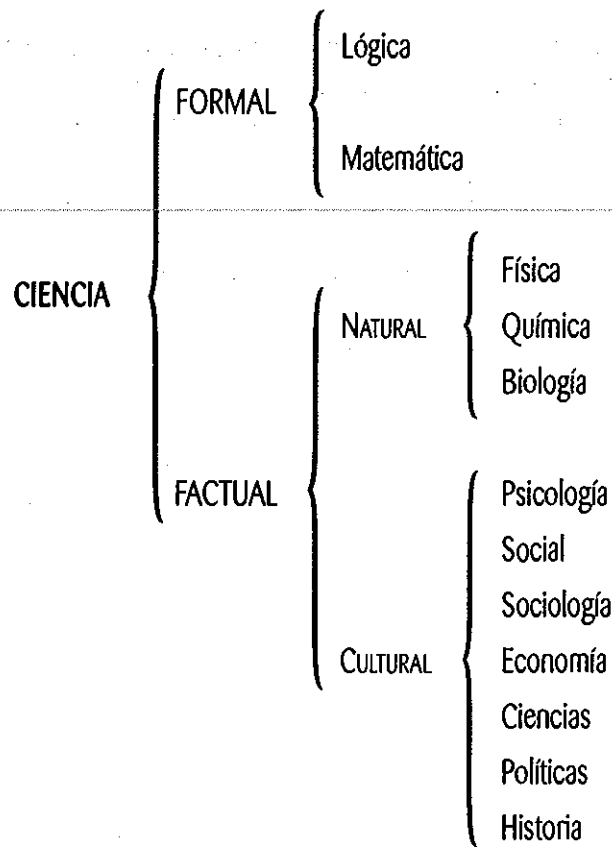 CIENCIA
FORMAL
Lógica
Matemática
FACTUAL
NATURAL
Física
Química
Biología
CULTURAL
Psicología
Social
Sociología
Economía
Ciencias
Políticas
Historia